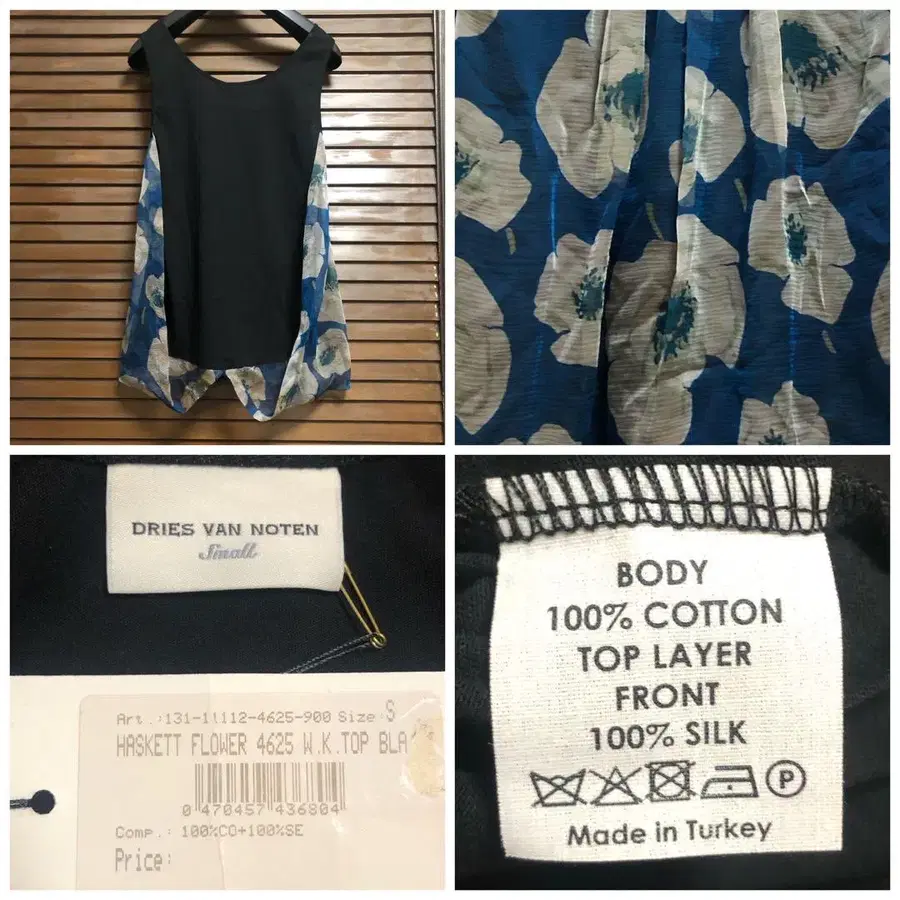 DRIES VAN NOTEN
Small
Art.:131-11112-4625-900 Size:S
HASKETT FLOWER 4625 W.K.TOP BLA
0 470457 436804
Comp.: 100%CO+100%SE
Price:
BODY
100% COTTON
TOP LAYER
FRONT
100% SILK
P
Made in Turkey